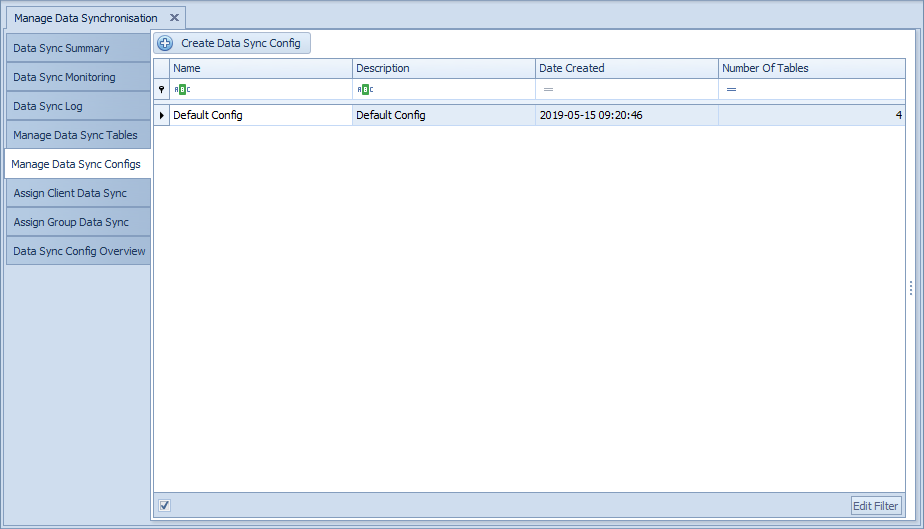 Manage Data Synchronisation
Data Sync Summary
Data Sync Monitoring
Data Sync Log
Manage Data Sync Tables
Manage Data Sync Configs
Assign Client Data Sync
Assign Group Data Sync
Data Sync Config Overview
Create Data Sync Config
Name Description Date Created Number Of Tables
ABC ABC = =
Default Config Default Config 2019-05-15 09:20:46 4
Edit Filter